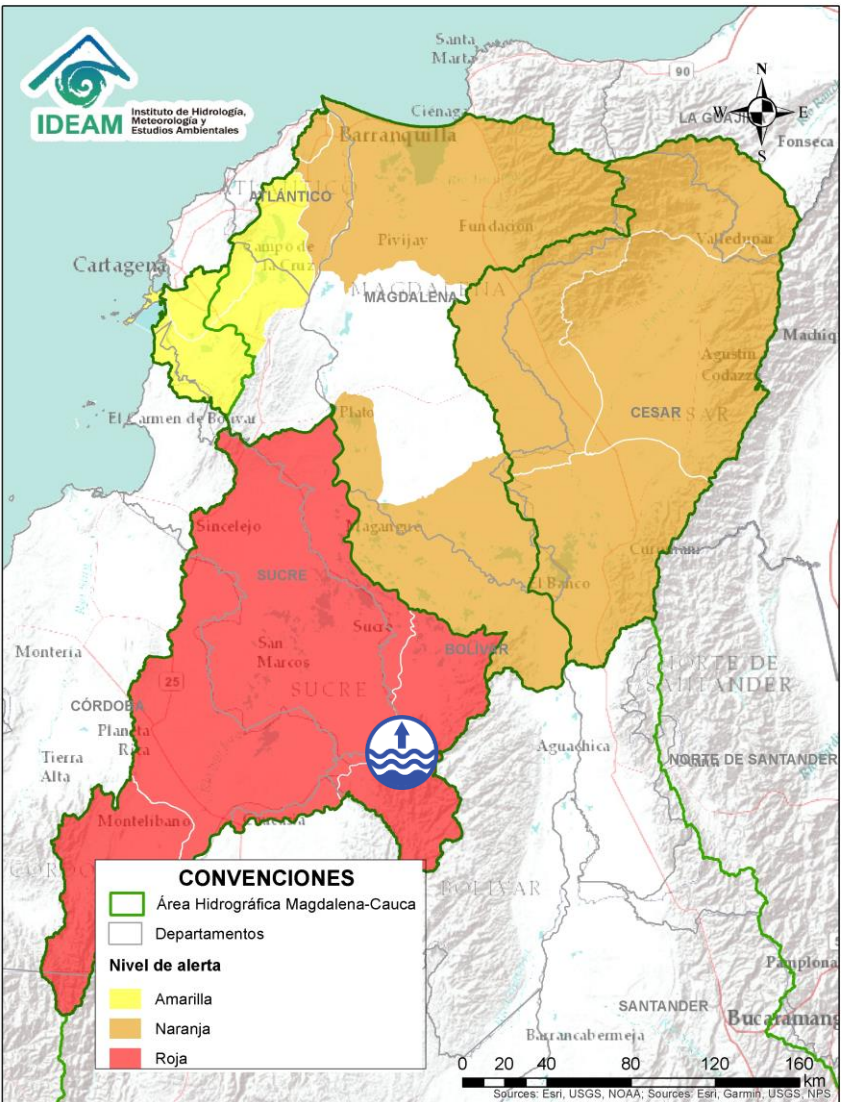 IDEAM
Instituto de Hidrología,
Meteorología y
Estudios Ambientales
Santa
Marta
90
N
W
E
S
LA GUAJIRA
Ciénaga
Barranquilla
Fonseca
ATLÁNTICO
Fundación
Valledupar
Pivijay
Campo de
la Cruz
Cartagena
MAGDALENA
Agustín
Codazzi
CESAR
CESAR
El Carmen de Bolívar
Plato
Sincelejo
Magangue
SUCRE
El Banco
Sucre
Montería
San
Marcos
BOLÍVAR
SUCRE
NORTE DE
SANTANDER
25
CÓRDOBA
Planeta
Rica
Aguachica
Tierra
Alta
NORTE DE SANTANDER
Montelibano
BOLIVAR
CONVENCIONES
Área Hidrográfica Magdalena-Cauca
Departamentos
Nivel de alerta
Amarilla
Naranja
Roja
Pamplona
SANTANDER
Bucaramang
Barrancabermeja
0 20 40 80 120 160
km
Sources: Esri, USGS, NOAA; Sources: Esri, Garmin, USGS, NPS